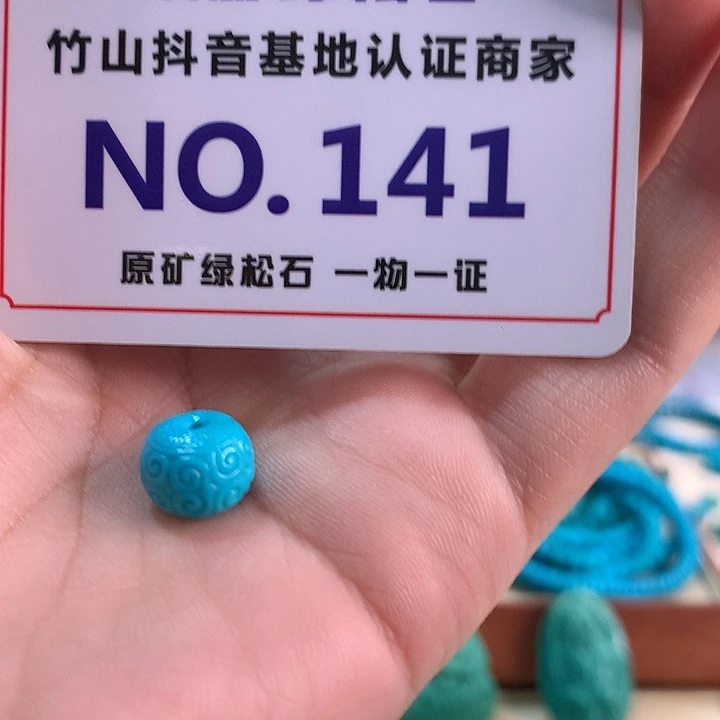 竹山抖音基地认证商家
NO.141
原矿绿松石 一物一证